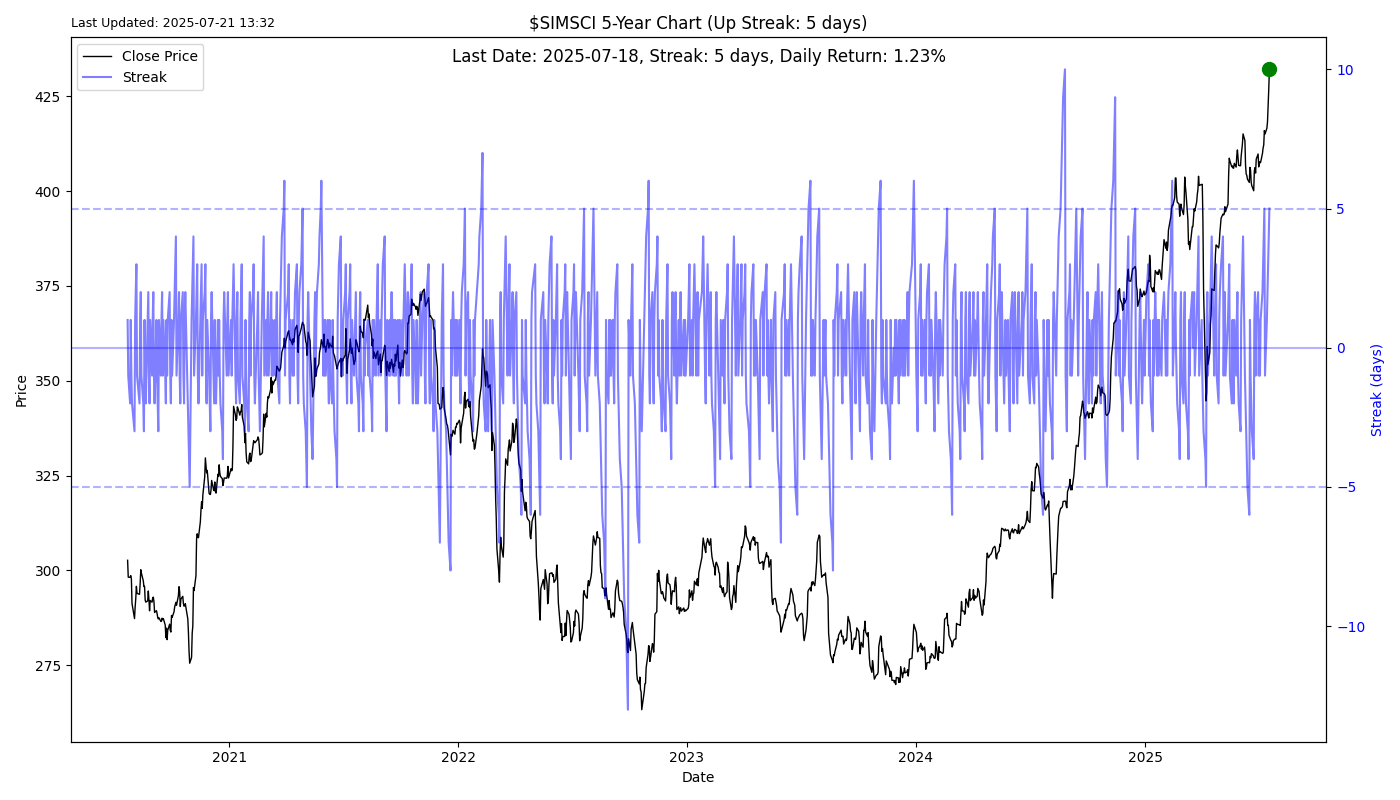 Last Updated: 2025-07-21 13:32
$SIMSCI 5-Year Chart (Up Streak: 5 days)
Last Date: 2025-07-18, Streak: 5 days, Daily Return: 1.23%
Close Price
Streak
425
400
375
350
325
300
275
Price
10
5
0
−5
−10
Streak (days)
2021
2022
2023
2024
2025
Date